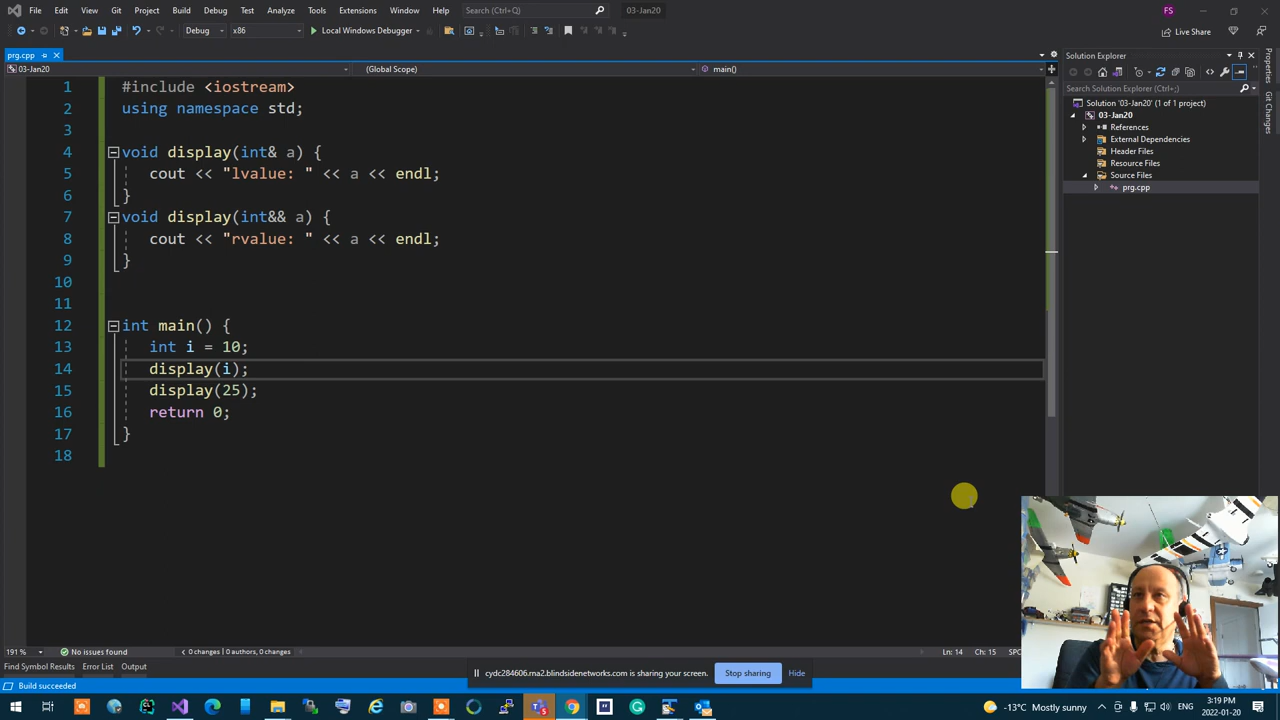 File Edit View Git Project Build Debug Test Analyze Tools Extensions Window Help Search (Ctrl+Q) 03-Jan20 FS
Debug x86 Local Windows Debugger Live Share
prg.cpp Solution Explorer
03-Jan20 (Global Scope) main()
Search Solution Explorer (Ctrl+;)
Solution '03-Jan20' (1 of 1 project)
03-Jan20
References
External Dependencies
Header Files
Resource Files
Source Files
prg.cpp
Properties
Git Changes
1 #include <iostream>
2 using namespace std;
3
4 void display(int& a) {
5 cout << "lvalue: " << a << endl;
6 }
7 void display(int&& a) {
8 cout << "rvalue: " << a << endl;
9 }
10
11
12 int main() {
13 int i = 10;
14 display(i);
15 display(25);
16 return 0;
17 }
18
191 % No issues found 0 changes | 0 authors, 0 changes Ln: 14 Ch: 15 SPC
Find Symbol Results Error List Output
cydc284606.ma2.blindsidenetworks.com is sharing your screen. Stop sharing Hide
Build succeeded
-13°C Mostly sunny ENG 3:19 PM
2022-01-20